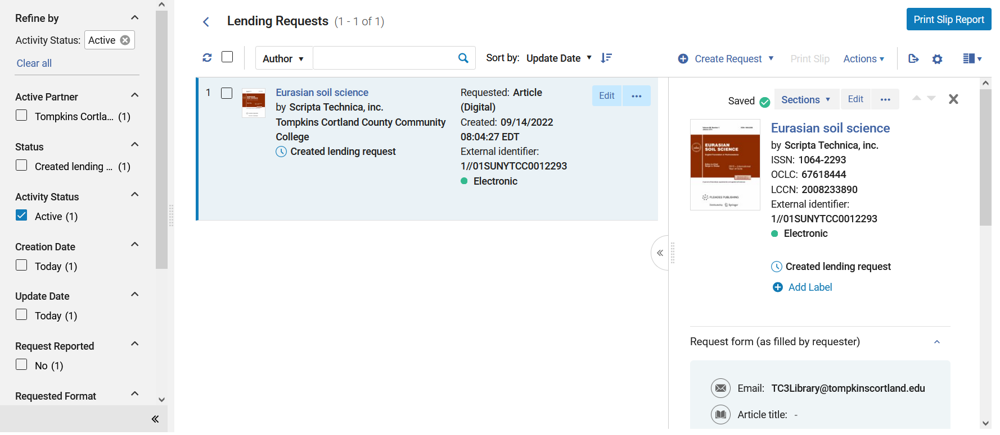 Refine by
Activity Status: Active
Clear all
Active Partner
Tompkins Cortla... (1)
Status
Created lending ... (1)
Activity Status
Active (1)
Creation Date
Today (1)
Update Date
Today (1)
Request Reported
No (1)
Requested Format
Lending Requests (1 - 1 of 1)
Print Slip Report
Author
Sort by: Update Date
Create Request
Print Slip
Actions
1
Eurasian soil science
by Scripta Technica, inc.
Tompkins Cortland County Community
College
Created lending request
Requested: Article
(Digital)
Created: 09/14/2022
08:04:27 EDT
External identifier:
1//01SUNYTCC0012293
Electronic
Edit
Saved
Sections
Edit
EURASIAN
SOIL SCIENCE
PLEIADES PUBLISHING
Springer
Eurasian soil science
by Scripta Technica, inc.
ISSN: 1064-2293
OCLC: 67618444
LCCN: 2008233890
External identifier:
1//01SUNYTCC0012293
Electronic
Created lending request
Add Label
Request form (as filled by requester)
Email: TC3Library@tompkinscortland.edu
Article title: -